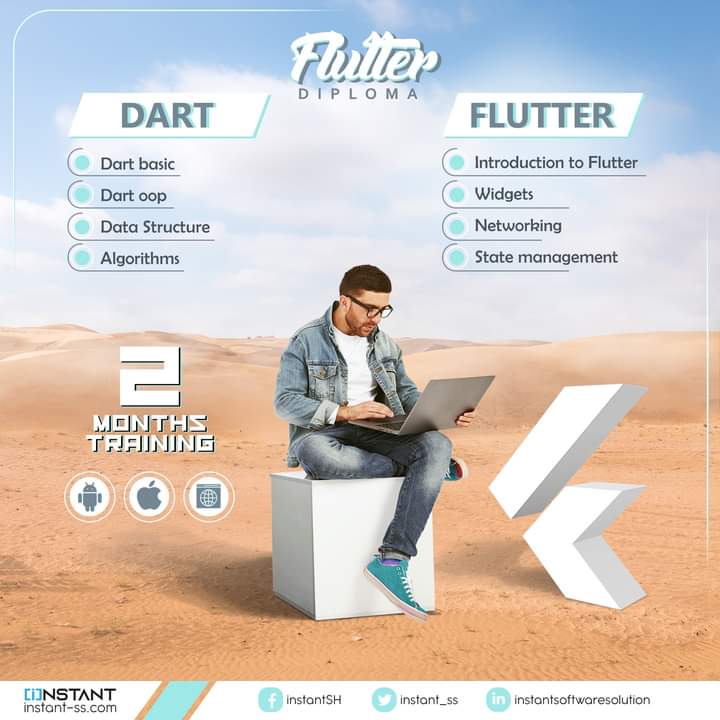 Flutter
DIPLOMA
DART
Dart basic
Dart oop
Data Structure
Algorithms
FLUTTER
Introduction to Flutter
Widgets
Networking
State management
2
MONTHS
TRAINING
INSTANT
instant-ss.com
instantSH
instant_ss
instantsoftwaresolution